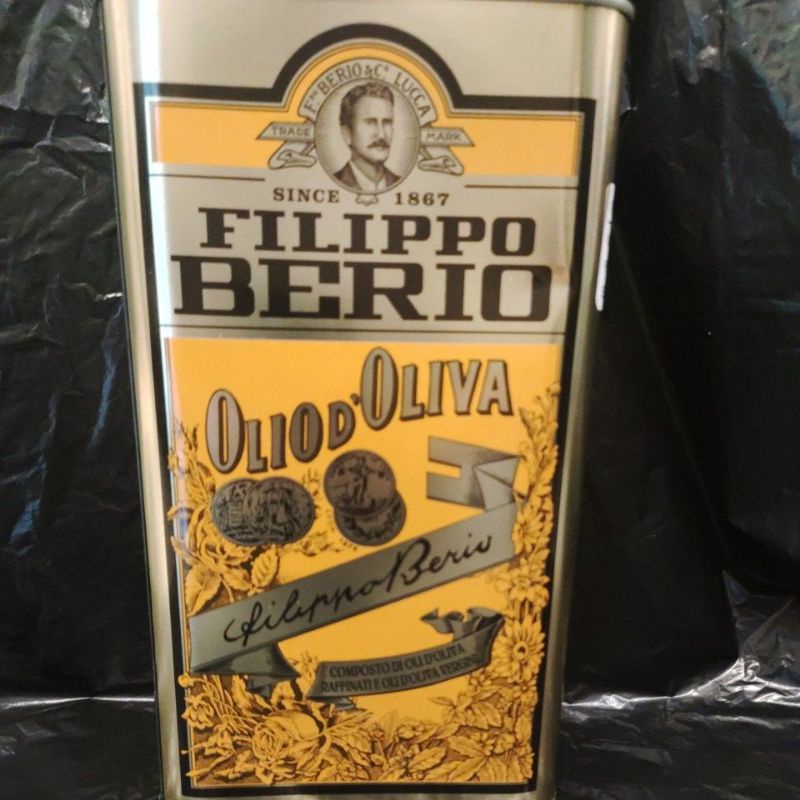 F.lli BERIO & Co. LUCCA
TRADE MARK
SINCE 1867
FILIPPO
BERIO
OLIO D'OLIVA
Filippo Berio
COMPOSTO DI OLI D'OLIVA
RAFFINATI E OLI D'OLIVA VERGINI